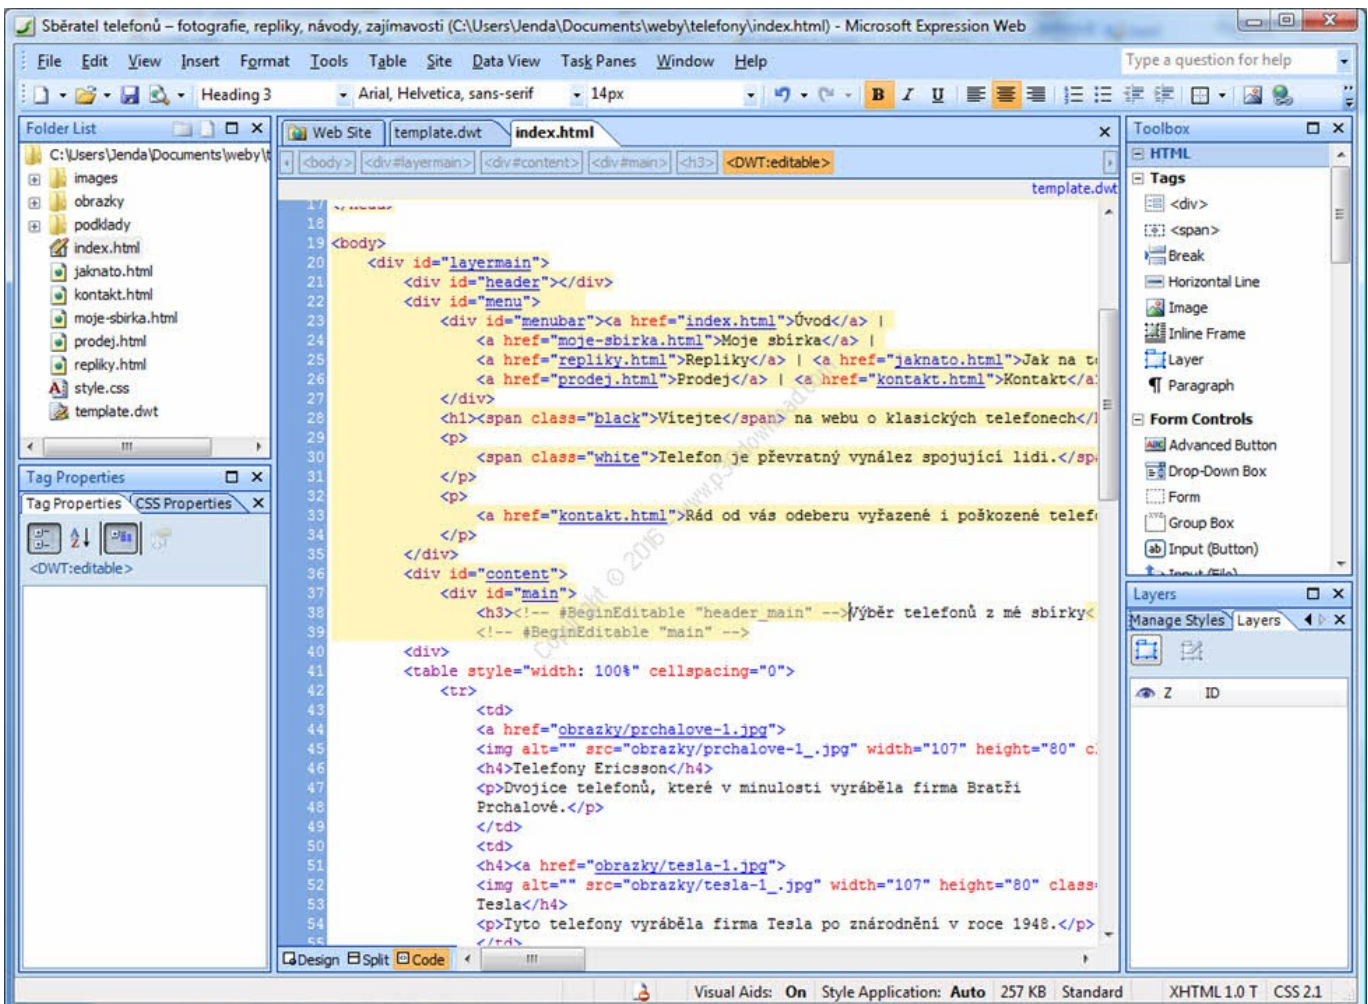 Sběratel telefonů – fotografie, repliky, návody, zajímavosti (C:\Users\Jenda\Documents\weby\telefony\index.html) - Microsoft Expression Web
File Edit View Insert Format Tools Table Site Data View Task Panes Window Help
Type a question for help
Heading 3 Arial, Helvetica, sans-serif 14px B I U
Folder List
C:\Users\Jenda\Documents\weby\t
images
obrazky
podklady
index.html
jaknato.html
kontakt.html
moje-sbirka.html
prodej.html
repliky.html
style.css
template.dwt
Tag Properties
Tag Properties CSS Properties
<DWT:editable>
Web Site template.dwt index.html
<body> <div#layermain> <div#content> <div#main> <h3> <DWT:editable>
template.dwt
17 </head>
18
19 <body>
20 <div id="layermain">
21 <div id="header"></div>
22 <div id="menu">
23 <div id="menubar"><a href="index.html">Úvod</a> |
24 <a href="moje-sbirka.html">Moje sbírka</a> |
25 <a href="repliky.html">Repliky</a> | <a href="jaknato.html">Jak na t
26 <a href="prodej.html">Prodej</a> | <a href="kontakt.html">Kontakt</a
27 </div>
28 <h1><span class="black">Vítejte</span> na webu o klasických telefonech</
29 <p>
30 <span class="white">Telefon je převratný vynález spojující lidi.</sp
31 </p>
32 <p>
33 <a href="kontakt.html">Rád od vás odeberu vyřazené i poškozené telef
34 </p>
35 </div>
36 <div id="content">
37 <div id="main">
38 <h3><!-- #BeginEditable "header_main" -->Výběr telefonů z mé sbírky<
39 <!-- #BeginEditable "main" -->
40 <div>
41 <table style="width: 100%" cellspacing="0">
42 <tr>
43 <td>
44 <a href="obrazky/prchalove-1.jpg">
45 <img alt="" src="obrazky/prchalove-1_.jpg" width="107" height="80" c
46 <h4>Telefony Ericsson</h4>
47 <p>Dvojice telefonů, které v minulosti vyráběla firma Bratři
48 Prchalové.</p>
49 </td>
50 <td>
51 <h4><a href="obrazky/tesla-1.jpg">
52 <img alt="" src="obrazky/tesla-1_.jpg" width="107" height="80" class
53 Tesla</h4>
54 <p>Tyto telefony vyráběla firma Tesla po znárodnění v roce 1948.</p>
55 </td>
Copyright © 2016 - www.p30download.com
Design Split Code
Toolbox
HTML
Tags
<div>
<span>
Break
Horizontal Line
Image
Inline Frame
Layer
Paragraph
Form Controls
Advanced Button
Drop-Down Box
Form
Group Box
Input (Button)
Input (File)
Layers
Manage Styles Layers
Z ID
Visual Aids: On Style Application: Auto 257 KB Standard XHTML 1.0 T CSS 2.1